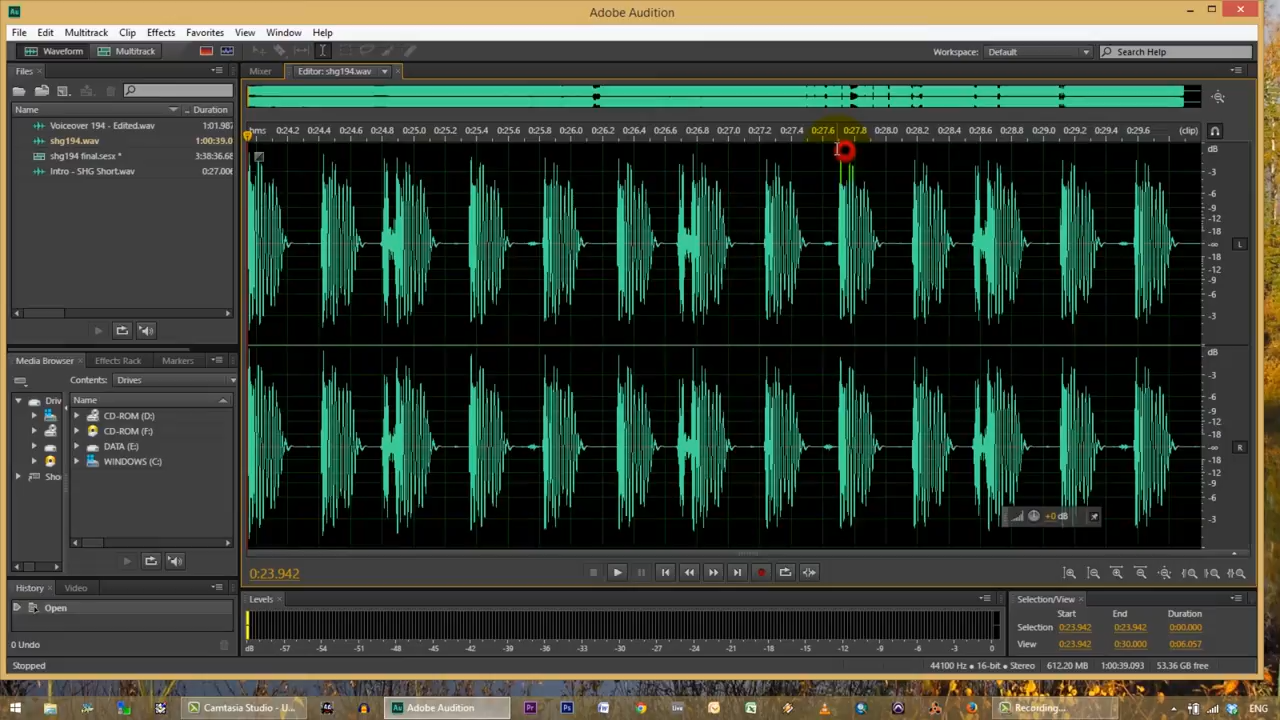 Au
Adobe Audition
File Edit Multitrack Clip Effects Favorites View Window Help
Waveform Multitrack
Workspace: Default
Search Help
Files
Name Duration
Voiceover 194 - Edited.wav 1:01.987
shg194.wav 1:00:39.0
shg194 final.sesx * 3:38:36.68
Intro - SHG Short.wav 0:27.006
Mixer
Editor: shg194.wav
hms 0:24.2 0:24.4 0:24.6 0:24.8 0:25.0 0:25.2 0:25.4 0:25.6 0:25.8 0:26.0 0:26.2 0:26.4 0:26.6 0:26.8 0:27.0 0:27.2 0:27.4 0:27.6 0:27.8 0:28.0 0:28.2 0:28.4 0:28.6 0:28.8 0:29.0 0:29.2 0:29.4 0:29.6 (clip)
dB
-3
-6
-9
-12
-18
-∞
-18
-12
-9
-6
-3
L
dB
-3
-6
-9
-12
-18
-∞
-18
-12
-9
-6
-3
R
+0 dB
Media Browser Effects Rack Markers
Contents: Drives
Driv
Name
CD-ROM (D:)
CD-ROM (F:)
DATA (E:)
WINDOWS (C:)
Sho
0:23.942
History Video
Open
0 Undo
Levels
dB -57 -54 -51 -48 -45 -42 -39 -36 -33 -30 -27 -24 -21 -18 -15 -12 -9 -6 -3 0
Selection/View
Start End Duration
Selection 0:23.942 0:23.942 0:00.000
View 0:23.942 0:30.000 0:06.057
Stopped
44100 Hz • 16-bit • Stereo 612.20 MB 1:00:39.093 53.36 GB free
Camtasia Studio - U...
Adobe Audition
Pr
Ps
live
Recording...
ENG